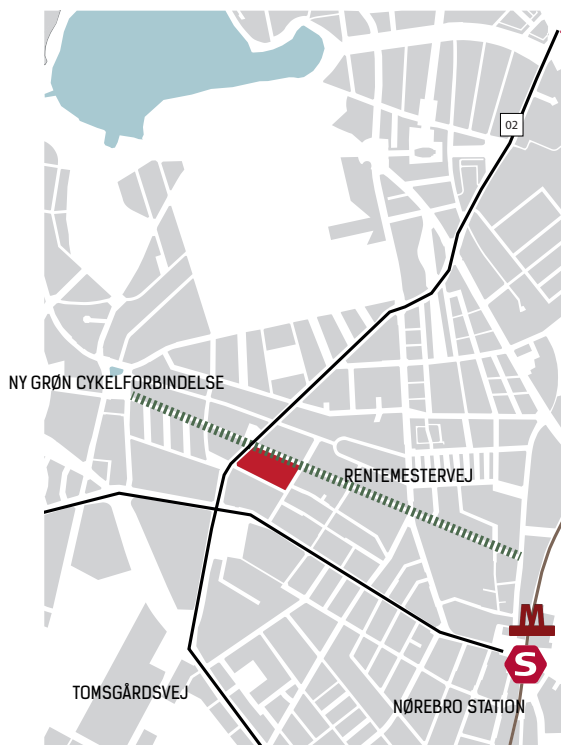 02
NY GRØN CYKELFORBINDELSE
RENTEMESTERVEJ
M
S
TOMSGÅRDSVEJ
NØREBRO STATION